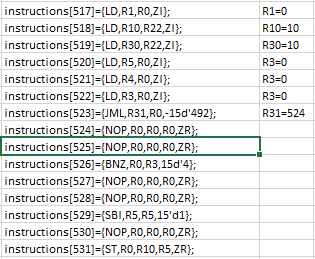 instructions[517]={LD,R1,R0,ZI}; R1=0
instructions[518]={LD,R10,R22,ZI}; R10=10
instructions[519]={LD,R30,R22,ZI}; R30=10
instructions[520]={LD,R5,R0,ZI}; R3=0
instructions[521]={LD,R4,R0,ZI}; R3=0
instructions[522]={LD,R3,R0,ZI}; R3=0
instructions[523]={JML,R31,R0,-15d'492}; R31=524
instructions[524]={NOP,R0,R0,R0,ZR};
instructions[525]={NOP,R0,R0,R0,ZR};
instructions[526]={BNZ,R0,R3,15d'4};
instructions[527]={NOP,R0,R0,R0,ZR};
instructions[528]={NOP,R0,R0,R0,ZR};
instructions[529]={SBI,R5,R5,15'd1};
instructions[530]={NOP,R0,R0,R0,ZR};
instructions[531]={ST,R0,R10,R5,ZR};